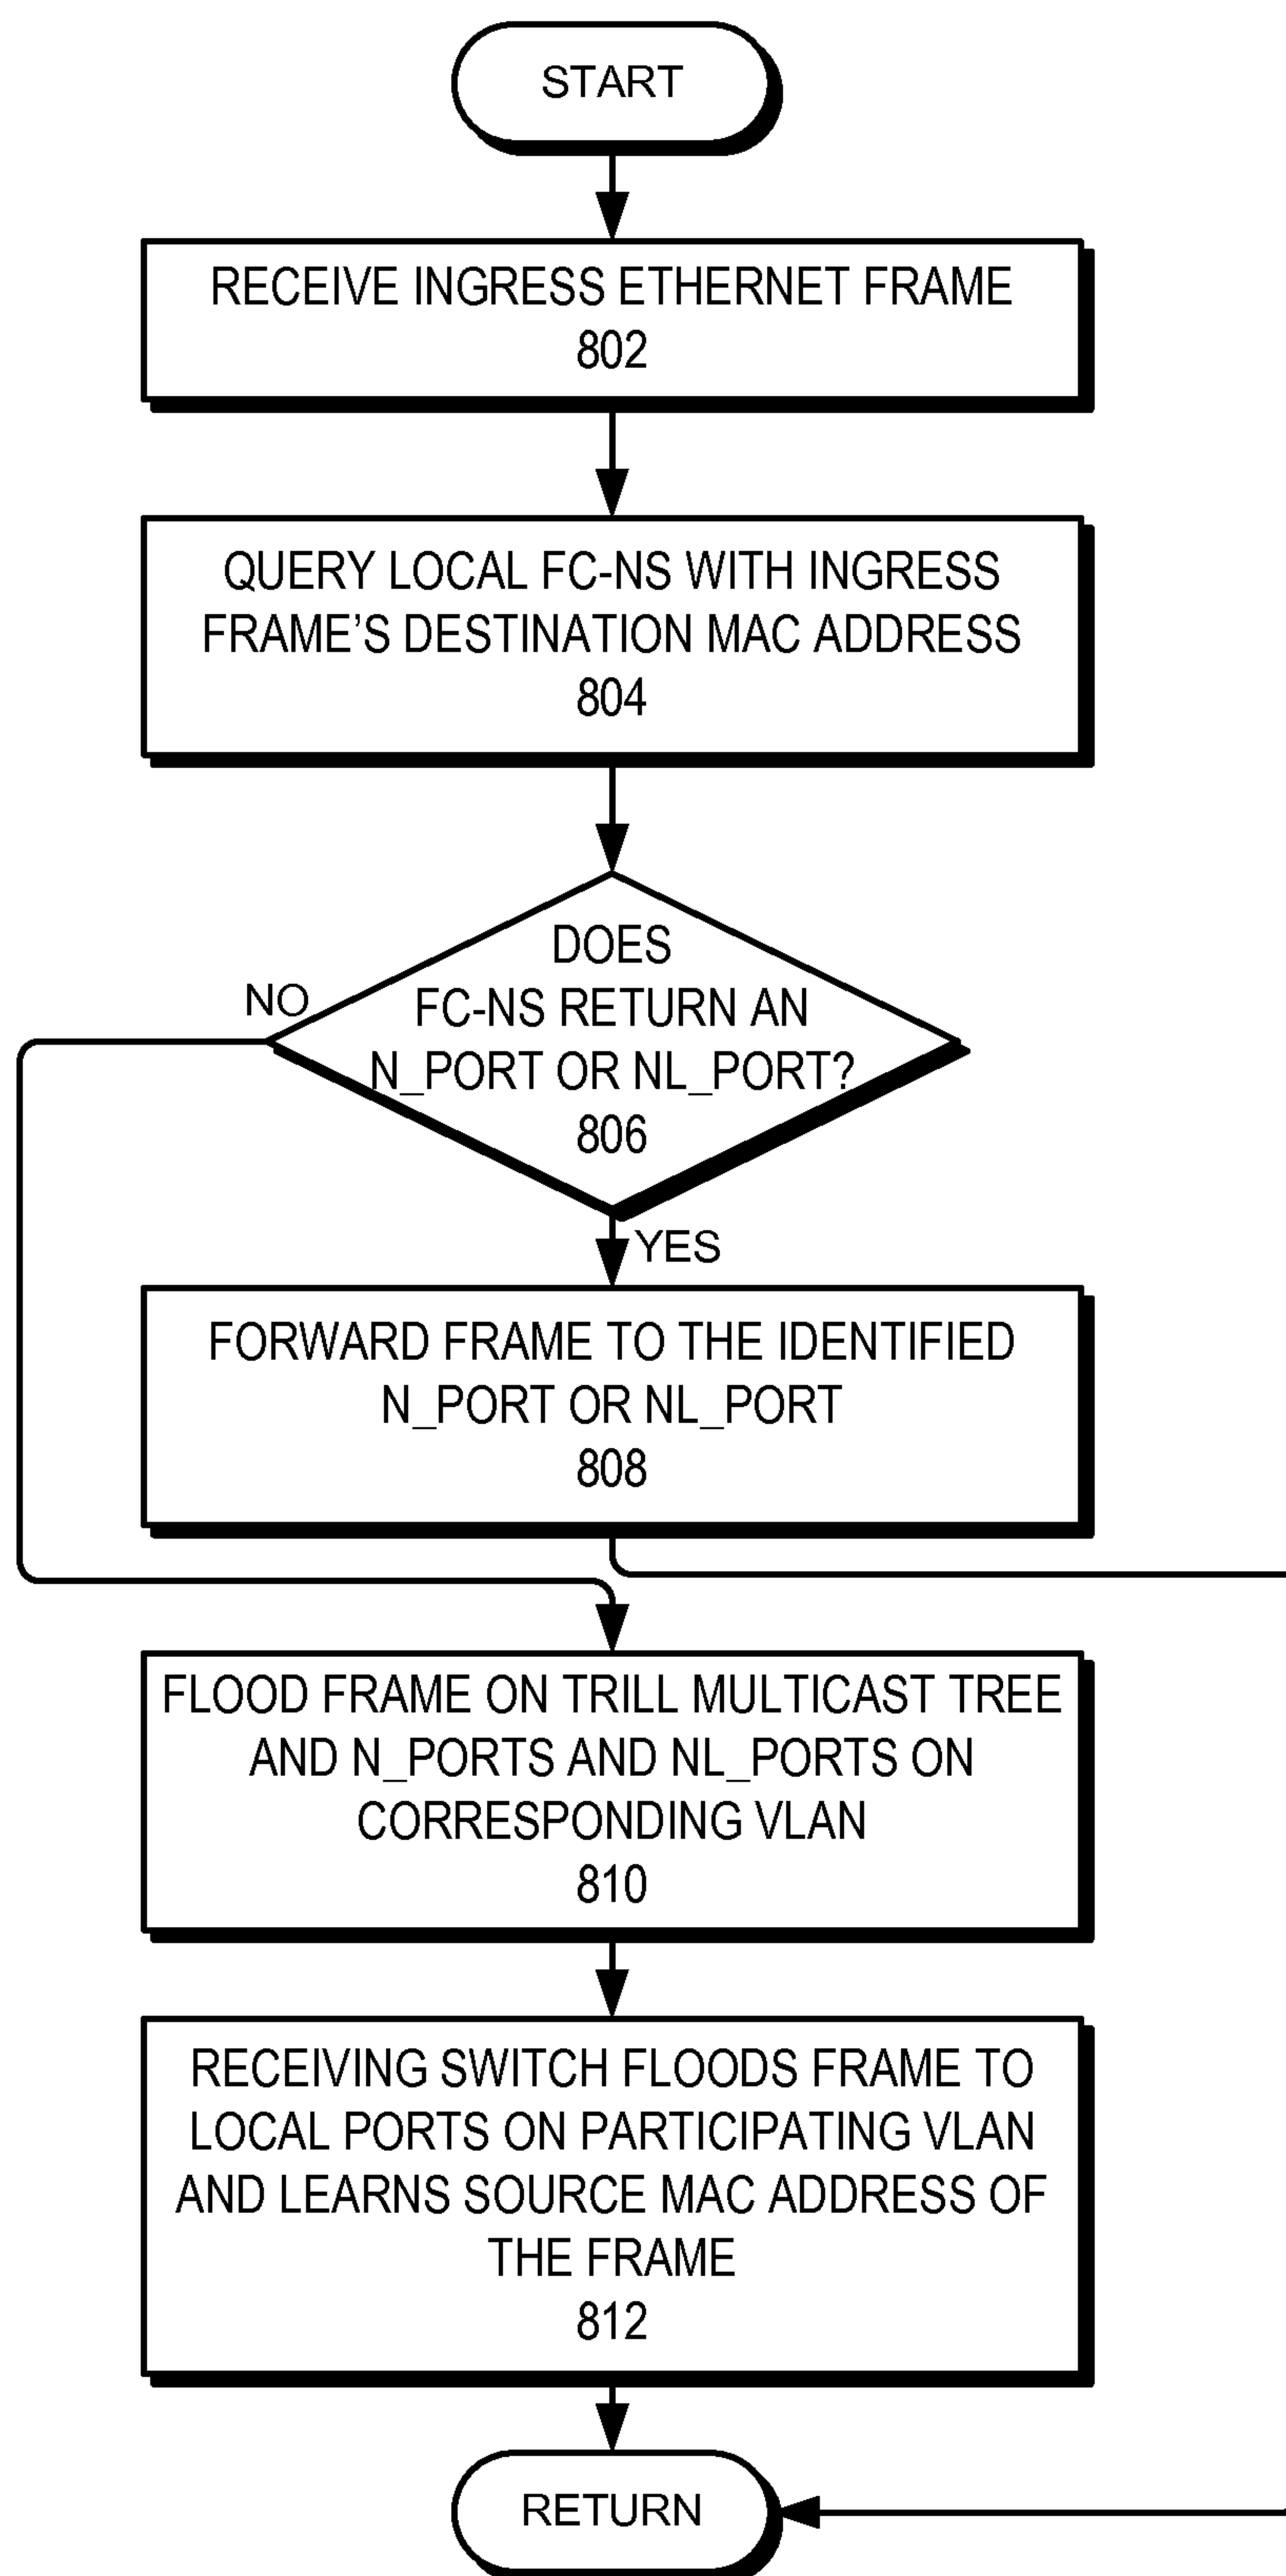 START
RECEIVE INGRESS ETHERNET FRAME
802
QUERY LOCAL FC-NS WITH INGRESS
FRAME’S DESTINATION MAC ADDRESS
804
DOES
FC-NS RETURN AN
N_PORT OR NL_PORT?
806
NO
YES
FORWARD FRAME TO THE IDENTIFIED
N_PORT OR NL_PORT
808
FLOOD FRAME ON TRILL MULTICAST TREE
AND N_PORTS AND NL_PORTS ON
CORRESPONDING VLAN
810
RECEIVING SWITCH FLOODS FRAME TO
LOCAL PORTS ON PARTICIPATING VLAN
AND LEARNS SOURCE MAC ADDRESS OF
THE FRAME
812
RETURN